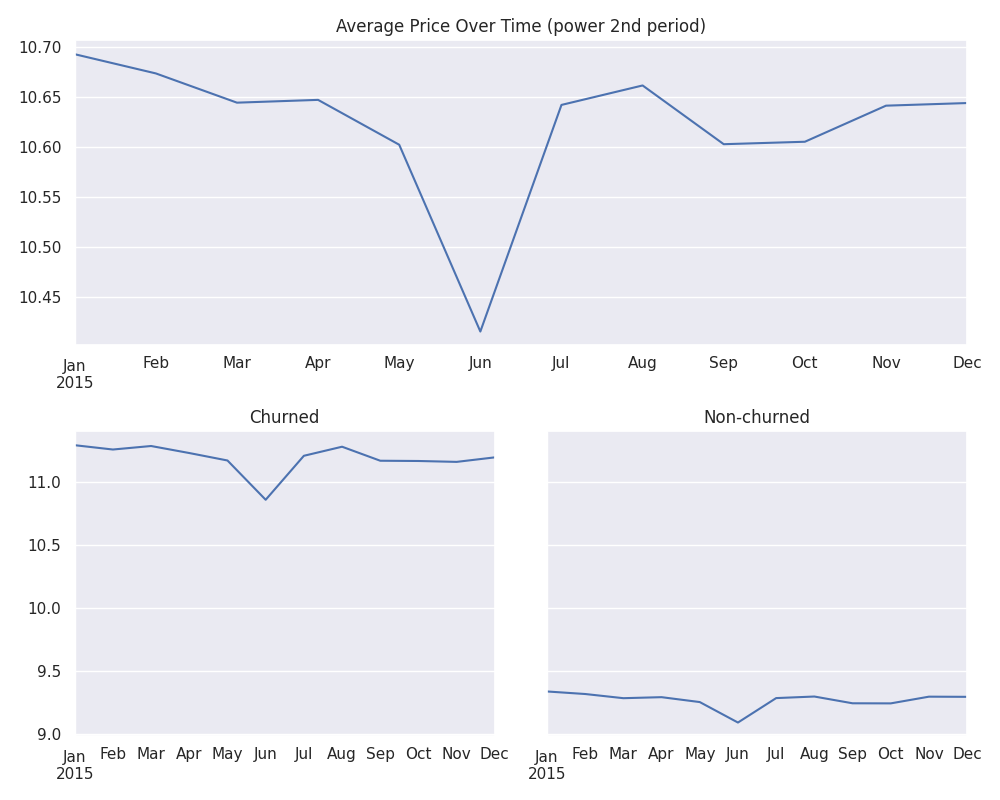 Average Price Over Time (power 2nd period)
10.70
10.65
10.60
10.55
10.50
10.45
Jan Feb Mar Apr May Jun Jul Aug Sep Oct Nov Dec
2015
Churned Non-churned
11.0
10.5
10.0
9.5
9.0
Jan Feb Mar Apr May Jun Jul Aug Sep Oct Nov Dec
2015
Jan Feb Mar Apr May Jun Jul Aug Sep Oct Nov Dec
2015